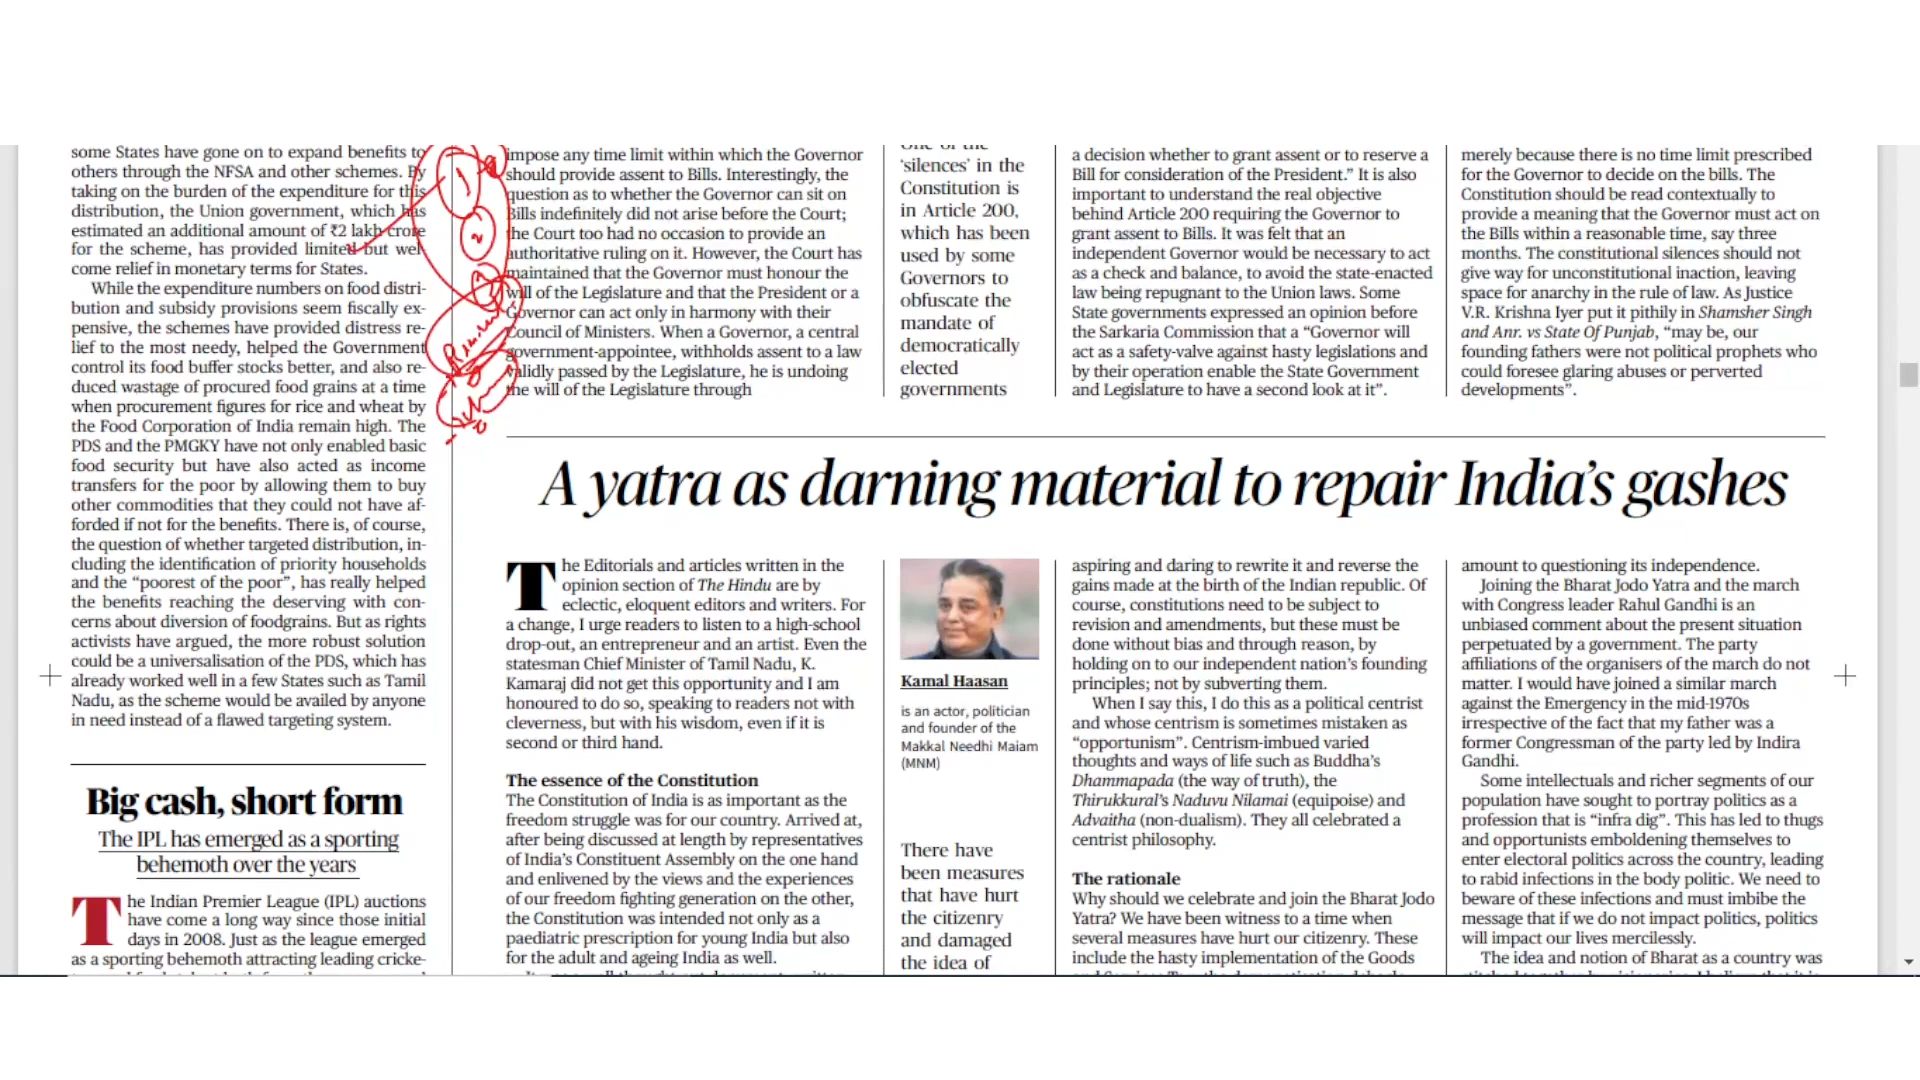 some States have gone on to expand benefits to
others through the NFSA and other schemes. By
taking on the burden of the expenditure for this
distribution, the Union government, which has
estimated an additional amount of ₹2 lakh crore
for the scheme, has provided limited but wel-
come relief in monetary terms for States.
While the expenditure numbers on food distri-
bution and subsidy provisions seem fiscally ex-
pensive, the schemes have provided distress re-
lief to the most needy, helped the Government
control its food buffer stocks better, and also re-
duced wastage of procured food grains at a time
when procurement figures for rice and wheat by
the Food Corporation of India remain high. The
PDS and the PMGKY have not only enabled basic
food security but have also acted as income
transfers for the poor by allowing them to buy
other commodities that they could not have af-
forded if not for the benefits. There is, of course,
the question of whether targeted distribution, in-
cluding the identification of priority households
and the “poorest of the poor”, has really helped
the benefits reaching the deserving with con-
cerns about diversion of foodgrains. But as rights
activists have argued, the more robust solution
could be a universalisation of the PDS, which has
already worked well in a few States such as Tamil
Nadu, as the scheme would be availed by anyone
in need instead of a flawed targeting system.
Big cash, short form
The IPL has emerged as a sporting
behemoth over the years
The Indian Premier League (IPL) auctions
have come a long way since those initial
days in 2008. Just as the league emerged
as a sporting behemoth attracting leading cricke-
1
2
3
impose any time limit within which the Governor
should provide assent to Bills. Interestingly, the
question as to whether the Governor can sit on
Bills indefinitely did not arise before the Court;
the Court too had no occasion to provide an
authoritative ruling on it. However, the Court has
maintained that the Governor must honour the
will of the Legislature and that the President or a
Governor can act only in harmony with their
Council of Ministers. When a Governor, a central
government-appointee, withholds assent to a law
validly passed by the Legislature, he is undoing
the will of the Legislature through
One of the
‘silences’ in the
Constitution is
in Article 200,
which has been
used by some
Governors to
obfuscate the
mandate of
democratically
elected
governments
a decision whether to grant assent or to reserve a
Bill for consideration of the President.” It is also
important to understand the real objective
behind Article 200 requiring the Governor to
grant assent to Bills. It was felt that an
independent Governor would be necessary to act
as a check and balance, to avoid the state-enacted
law being repugnant to the Union laws. Some
State governments expressed an opinion before
the Sarkaria Commission that a “Governor will
act as a safety-valve against hasty legislations and
by their operation enable the State Government
and Legislature to have a second look at it”.
merely because there is no time limit prescribed
for the Governor to decide on the bills. The
Constitution should be read contextually to
provide a meaning that the Governor must act on
the Bills within a reasonable time, say three
months. The constitutional silences should not
give way for unconstitutional inaction, leaving
space for anarchy in the rule of law. As Justice
V.R. Krishna Iyer put it pithily in Shamsher Singh
and Anr. vs State Of Punjab, “may be, our
founding fathers were not political prophets who
could foresee glaring abuses or perverted
developments”.
A yatra as darning material to repair India’s gashes
The Editorials and articles written in the
opinion section of The Hindu are by
eclectic, eloquent editors and writers. For
a change, I urge readers to listen to a high-school
drop-out, an entrepreneur and an artist. Even the
statesman Chief Minister of Tamil Nadu, K.
Kamaraj did not get this opportunity and I am
honoured to do so, speaking to readers not with
cleverness, but with his wisdom, even if it is
second or third hand.
The essence of the Constitution
The Constitution of India is as important as the
freedom struggle was for our country. Arrived at,
after being discussed at length by representatives
of India’s Constituent Assembly on the one hand
and enlivened by the views and the experiences
of our freedom fighting generation on the other,
the Constitution was intended not only as a
paediatric prescription for young India but also
for the adult and ageing India as well.
Kamal Haasan
is an actor, politician
and founder of the
Makkal Needhi Maiam
(MNM)
There have
been measures
that have hurt
the citizenry
and damaged
the idea of
aspiring and daring to rewrite it and reverse the
gains made at the birth of the Indian republic. Of
course, constitutions need to be subject to
revision and amendments, but these must be
done without bias and through reason, by
holding on to our independent nation’s founding
principles; not by subverting them.
When I say this, I do this as a political centrist
and whose centrism is sometimes mistaken as
“opportunism”. Centrism-imbued varied
thoughts and ways of life such as Buddha’s
Dhammapada (the way of truth), the
Thirukkural’s Naduvu Nilamai (equipoise) and
Advaitha (non-dualism). They all celebrated a
centrist philosophy.
The rationale
Why should we celebrate and join the Bharat Jodo
Yatra? We have been witness to a time when
several measures have hurt our citizenry. These
include the hasty implementation of the Goods
amount to questioning its independence.
Joining the Bharat Jodo Yatra and the march
with Congress leader Rahul Gandhi is an
unbiased comment about the present situation
perpetuated by a government. The party
affiliations of the organisers of the march do not
matter. I would have joined a similar march
against the Emergency in the mid-1970s
irrespective of the fact that my father was a
former Congressman of the party led by Indira
Gandhi.
Some intellectuals and richer segments of our
population have sought to portray politics as a
profession that is “infra dig”. This has led to thugs
and opportunists emboldening themselves to
enter electoral politics across the country, leading
to rabid infections in the body politic. We need to
beware of these infections and must imbibe the
message that if we do not impact politics, politics
will impact our lives mercilessly.
The idea and notion of Bharat as a country was